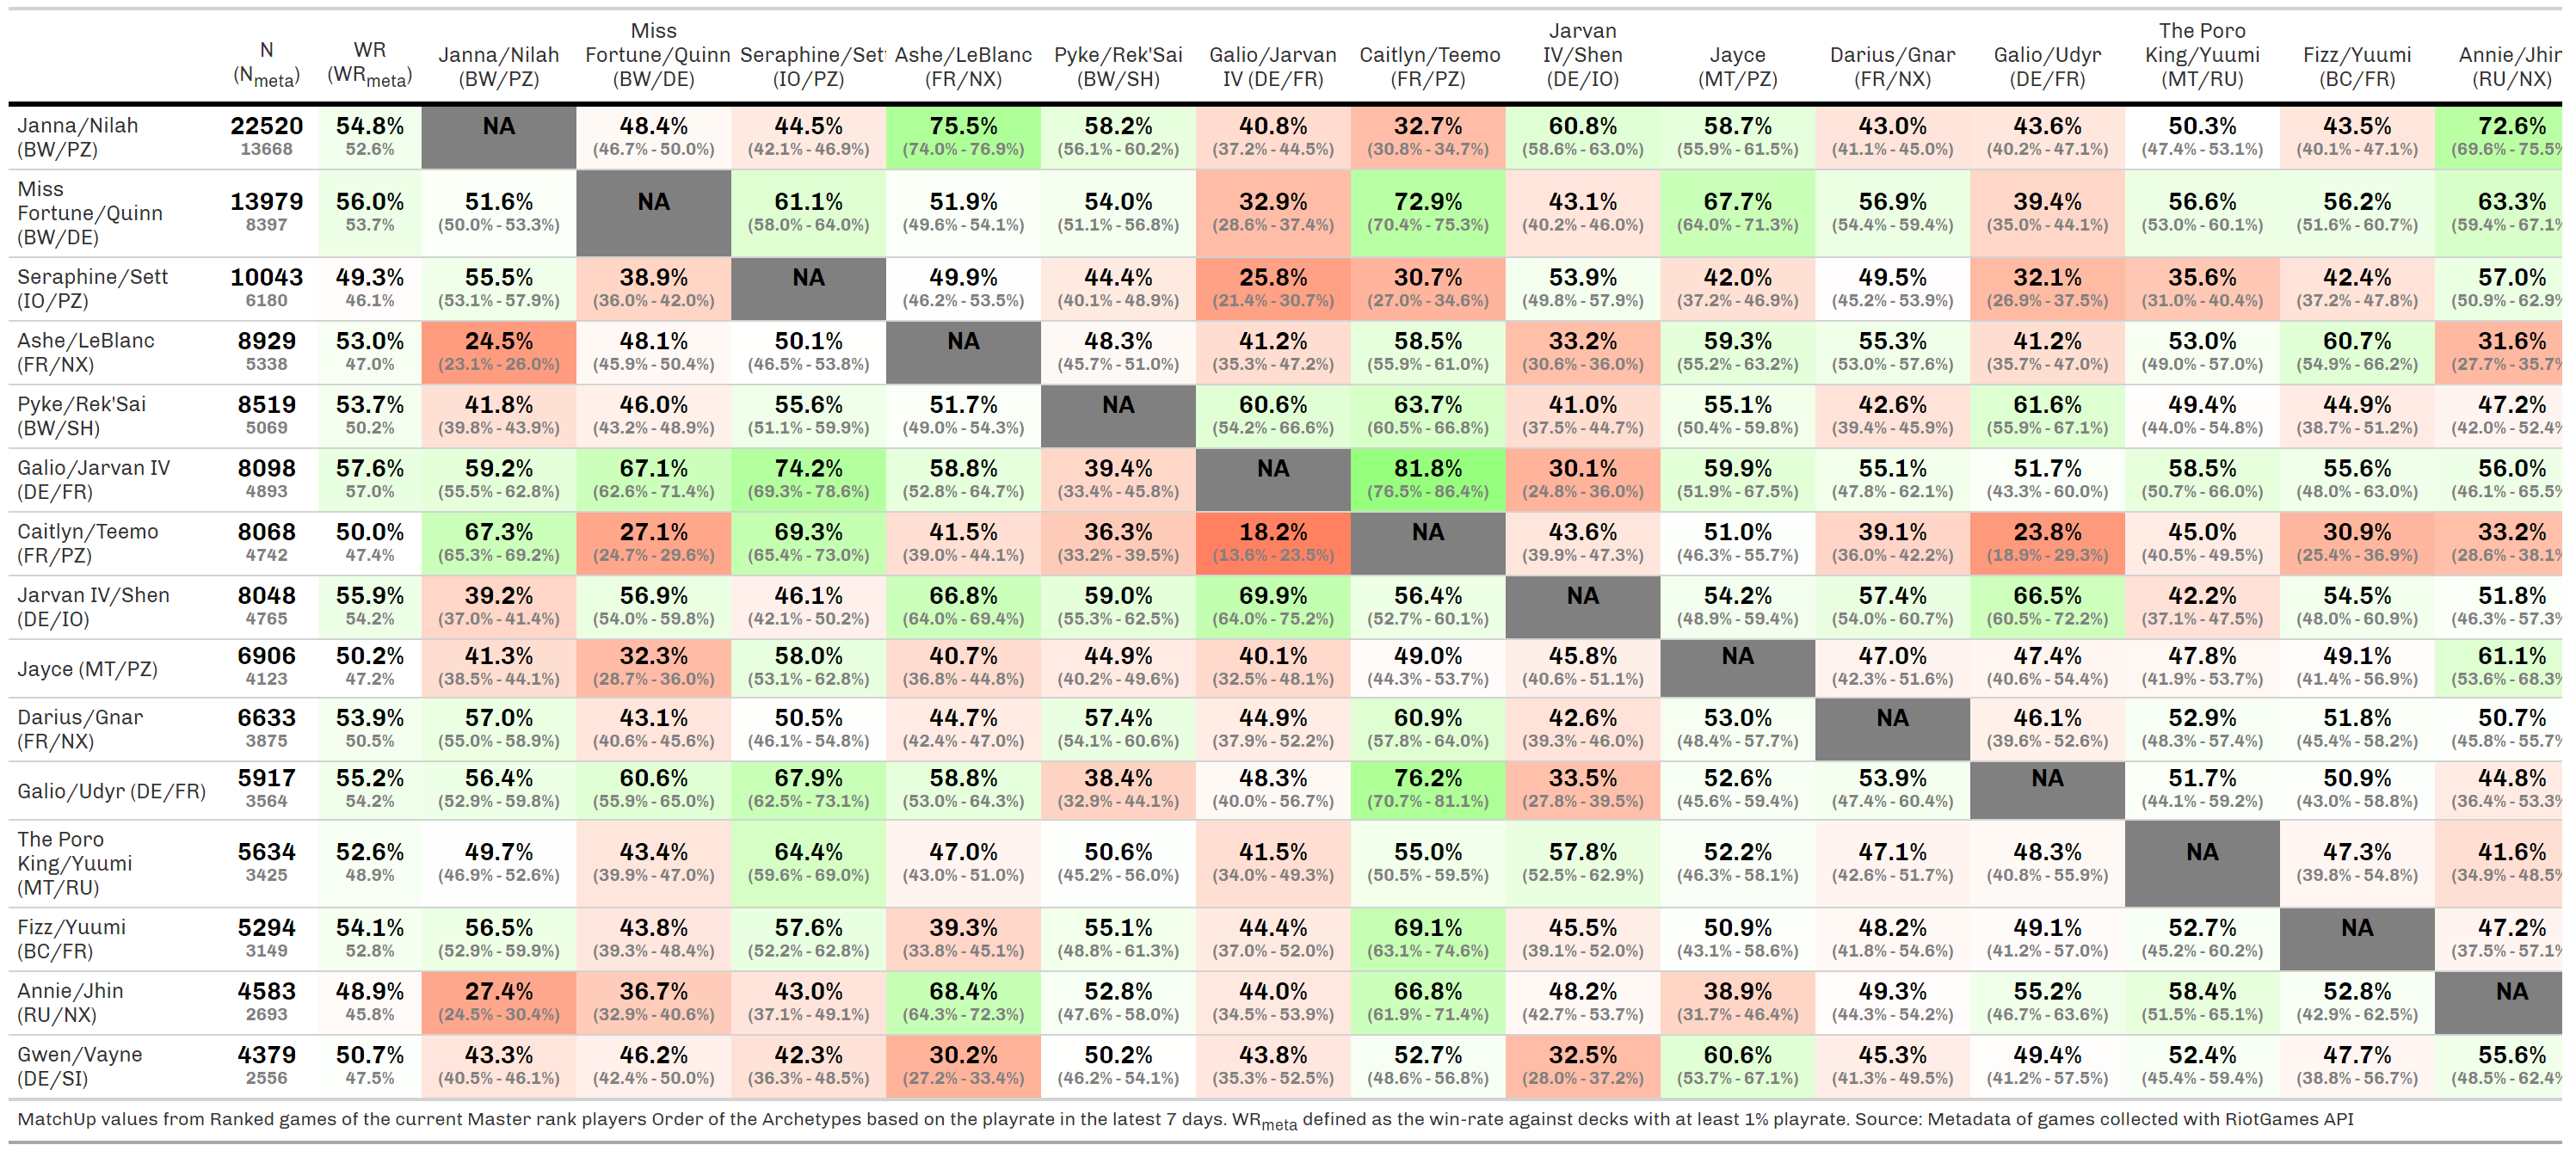 N (Nmeta) WR (WRmeta) Janna/Nilah (BW/PZ) Miss Fortune/Quinn (BW/DE) Seraphine/Set (IO/PZ) Ashe/LeBlanc (FR/NX) Pyke/Rek'Sai (BW/SH) Galio/Jarvan IV (DE/FR) Caitlyn/Teemo (FR/PZ) Jarvan IV/Shen (DE/IO) Jayce (MT/PZ) Darius/Gnar (FR/NX) Galio/Udyr (DE/FR) The Poro King/Yuumi (MT/RU) Fizz/Yuumi (BC/FR) Annie/Jhin (RU/NX)
Janna/Nilah 22520 54.8% NA 48.4% 44.5% 75.5% 58.2% 40.8% 32.7% 60.8% 58.7% 43.0% 43.6% 50.3% 43.5% 72.6%
(BW/PZ) 13668 52.6% (46.7% - 50.0%) (42.1% - 46.9%) (74.0% - 76.9%) (56.1% - 60.2%) (37.2% - 44.5%) (30.8% - 34.7%) (58.6% - 63.0%) (55.9% - 61.5%) (41.1% - 45.0%) (40.2% - 47.1%) (47.4% - 53.1%) (40.1% - 47.1%) (69.6% - 75.5%
Miss
Fortune/Quinn 13979 56.0% 51.6% NA 61.1% 51.9% 54.0% 32.9% 72.9% 43.1% 67.7% 56.9% 39.4% 56.6% 56.2% 63.3%
(BW/DE) 8397 53.7% (50.0% - 53.3%) (58.0% - 64.0%) (49.6% - 54.1%) (51.1% - 56.8%) (28.6% - 37.4%) (70.4% - 75.3%) (40.2% - 46.0%) (64.0% - 71.3%) (54.4% - 59.4%) (35.0% - 44.1%) (53.0% - 60.1%) (51.6% - 60.7%) (59.4% - 67.1%
Seraphine/Sett 10043 49.3% 55.5% 38.9% NA 49.9% 44.4% 25.8% 30.7% 53.9% 42.0% 49.5% 32.1% 35.6% 42.4% 57.0%
(IO/PZ) 6180 46.1% (53.1% - 57.9%) (36.0% - 42.0%) (46.2% - 53.5%) (40.1% - 48.9%) (21.4% - 30.7%) (27.0% - 34.6%) (49.8% - 57.9%) (37.2% - 46.9%) (45.2% - 53.9%) (26.9% - 37.5%) (31.0% - 40.4%) (37.2% - 47.8%) (50.9% - 62.9%
Ashe/LeBlanc 8929 53.0% 24.5% 48.1% 50.1% NA 48.3% 41.2% 58.5% 33.2% 59.3% 55.3% 41.2% 53.0% 60.7% 31.6%
(FR/NX) 5338 47.0% (23.1% - 26.0%) (45.9% - 50.4%) (46.5% - 53.8%) (45.7% - 51.0%) (35.3% - 47.2%) (55.9% - 61.0%) (30.6% - 36.0%) (55.2% - 63.2%) (53.0% - 57.6%) (35.7% - 47.0%) (49.0% - 57.0%) (54.9% - 66.2%) (27.7% - 35.7%
Pyke/Rek'Sai 8519 53.7% 41.8% 46.0% 55.6% 51.7% NA 60.6% 63.7% 41.0% 55.1% 42.6% 61.6% 49.4% 44.9% 47.2%
(BW/SH) 5069 50.2% (39.8% - 43.9%) (43.2% - 48.9%) (51.1% - 59.9%) (49.0% - 54.3%) (54.2% - 66.6%) (60.5% - 66.8%) (37.5% - 44.7%) (50.4% - 59.8%) (39.4% - 45.9%) (55.9% - 67.1%) (44.0% - 54.8%) (38.7% - 51.2%) (42.0% - 52.4%
Galio/Jarvan IV 8098 57.6% 59.2% 67.1% 74.2% 58.8% 39.4% NA 81.8% 30.1% 59.9% 55.1% 51.7% 58.5% 55.6% 56.0%
(DE/FR) 4893 57.0% (55.5% - 62.8%) (62.6% - 71.4%) (69.3% - 78.6%) (52.8% - 64.7%) (33.4% - 45.8%) (76.5% - 86.4%) (24.8% - 36.0%) (51.9% - 67.5%) (47.8% - 62.1%) (43.3% - 60.0%) (50.7% - 66.0%) (48.0% - 63.0%) (46.1% - 65.5%
Caitlyn/Teemo 8068 50.0% 67.3% 27.1% 69.3% 41.5% 36.3% 18.2% NA 43.6% 51.0% 39.1% 23.8% 45.0% 30.9% 33.2%
(FR/PZ) 4742 47.4% (65.3% - 69.2%) (24.7% - 29.6%) (65.4% - 73.0%) (39.0% - 44.1%) (33.2% - 39.5%) (13.6% - 23.5%) (39.9% - 47.3%) (46.3% - 55.7%) (36.0% - 42.2%) (18.9% - 29.3%) (40.5% - 49.5%) (25.4% - 36.9%) (28.6% - 38.1%
Jarvan IV/Shen 8048 55.9% 39.2% 56.9% 46.1% 66.8% 59.0% 69.9% 56.4% NA 54.2% 57.4% 66.5% 42.2% 54.5% 51.8%
(DE/IO) 4765 54.2% (37.0% - 41.4%) (54.0% - 59.8%) (42.1% - 50.2%) (64.0% - 69.4%) (55.3% - 62.5%) (64.0% - 75.2%) (52.7% - 60.1%) (48.9% - 59.4%) (54.0% - 60.7%) (60.5% - 72.2%) (37.1% - 47.5%) (48.0% - 60.9%) (46.3% - 57.3%
Jayce (MT/PZ) 6906 50.2% 41.3% 32.3% 58.0% 40.7% 44.9% 40.1% 49.0% 45.8% NA 47.0% 47.4% 47.8% 49.1% 61.1%
4123 47.2% (38.5% - 44.1%) (28.7% - 36.0%) (53.1% - 62.8%) (36.8% - 44.8%) (40.2% - 49.6%) (32.5% - 48.1%) (44.3% - 53.7%) (40.6% - 51.1%) (42.3% - 51.6%) (40.6% - 54.4%) (41.9% - 53.7%) (41.4% - 56.9%) (53.6% - 68.3%
Darius/Gnar 6633 53.9% 57.0% 43.1% 50.5% 44.7% 57.4% 44.9% 60.9% 42.6% 53.0% NA 46.1% 52.9% 51.8% 50.7%
(FR/NX) 3875 50.5% (55.0% - 58.9%) (40.6% - 45.6%) (46.1% - 54.8%) (42.4% - 47.0%) (54.1% - 60.6%) (37.9% - 52.2%) (57.8% - 64.0%) (39.3% - 46.0%) (48.4% - 57.7%) (39.6% - 52.6%) (48.3% - 57.4%) (45.4% - 58.2%) (45.8% - 55.7%
Galio/Udyr (DE/FR) 5917 55.2% 56.4% 60.6% 67.9% 58.8% 38.4% 48.3% 76.2% 33.5% 52.6% 53.9% NA 51.7% 50.9% 44.8%
3564 54.2% (52.9% - 59.8%) (55.9% - 65.0%) (62.5% - 73.1%) (53.0% - 64.3%) (32.9% - 44.1%) (40.0% - 56.7%) (70.7% - 81.1%) (27.8% - 39.5%) (45.6% - 59.4%) (47.4% - 60.4%) (44.1% - 59.2%) (43.0% - 58.8%) (36.4% - 53.3%
The Poro
King/Yuumi 5634 52.6% 49.7% 43.4% 64.4% 47.0% 50.6% 41.5% 55.0% 57.8% 52.2% 47.1% 48.3% NA 47.3% 41.6%
(MT/RU) 3425 48.9% (46.9% - 52.6%) (39.9% - 47.0%) (59.6% - 69.0%) (43.0% - 51.0%) (45.2% - 56.0%) (34.0% - 49.3%) (50.5% - 59.5%) (52.5% - 62.9%) (46.3% - 58.1%) (42.6% - 51.7%) (40.8% - 55.9%) (39.8% - 54.8%) (34.9% - 48.5%
Fizz/Yuumi 5294 54.1% 56.5% 43.8% 57.6% 39.3% 55.1% 44.4% 69.1% 45.5% 50.9% 48.2% 49.1% 52.7% NA 47.2%
(BC/FR) 3149 52.8% (52.9% - 59.9%) (39.3% - 48.4%) (52.2% - 62.8%) (33.8% - 45.1%) (48.8% - 61.3%) (37.0% - 52.0%) (63.1% - 74.6%) (39.1% - 52.0%) (43.1% - 58.6%) (41.8% - 54.6%) (41.2% - 57.0%) (45.2% - 60.2%) (37.5% - 57.1%
Annie/Jhin 4583 48.9% 27.4% 36.7% 43.0% 68.4% 52.8% 44.0% 66.8% 48.2% 38.9% 49.3% 55.2% 58.4% 52.8% NA
(RU/NX) 2693 45.8% (24.5% - 30.4%) (32.9% - 40.6%) (37.1% - 49.1%) (64.3% - 72.3%) (47.6% - 58.0%) (34.5% - 53.9%) (61.9% - 71.4%) (42.7% - 53.7%) (31.7% - 46.4%) (44.3% - 54.2%) (46.7% - 63.6%) (51.5% - 65.1%) (42.9% - 62.5%)
Gwen/Vayne 4379 50.7% 43.3% 46.2% 42.3% 30.2% 50.2% 43.8% 52.7% 32.5% 60.6% 45.3% 49.4% 52.4% 47.7% 55.6%
(DE/SI) 2556 47.5% (40.5% - 46.1%) (42.4% - 50.0%) (36.3% - 48.5%) (27.2% - 33.4%) (46.2% - 54.1%) (35.3% - 52.5%) (48.6% - 56.8%) (28.0% - 37.2%) (53.7% - 67.1%) (41.3% - 49.5%) (41.2% - 57.5%) (45.4% - 59.4%) (38.8% - 56.7%) (48.5% - 62.4%
MatchUp values from Ranked games of the current Master rank players Order of the Archetypes based on the playrate in the latest 7 days. WRmeta defined as the win-rate against decks with at least 1% playrate. Source: Metadata of games collected with RiotGames API